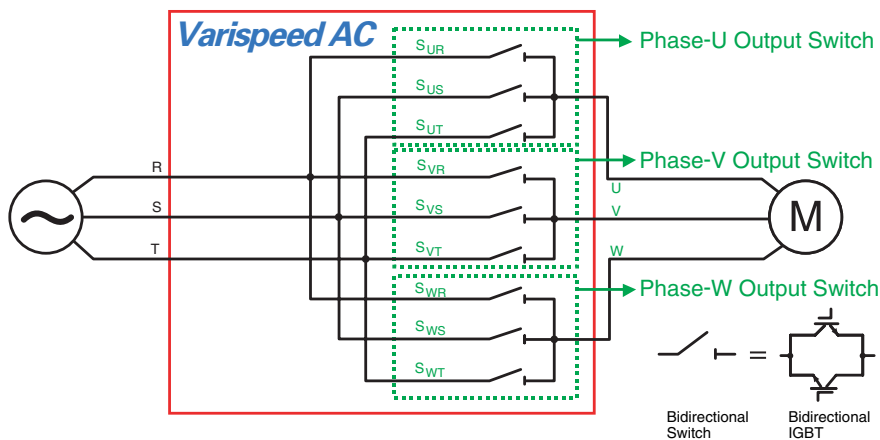 Varispeed AC
S_UR
S_US
S_UT
Phase-U Output Switch
S_VR
S_VS
S_VT
Phase-V Output Switch
R
S
T
U
V
W
M
S_WR
S_WS
S_WT
Phase-W Output Switch
=
Bidirectional
Switch
Bidirectional
IGBT